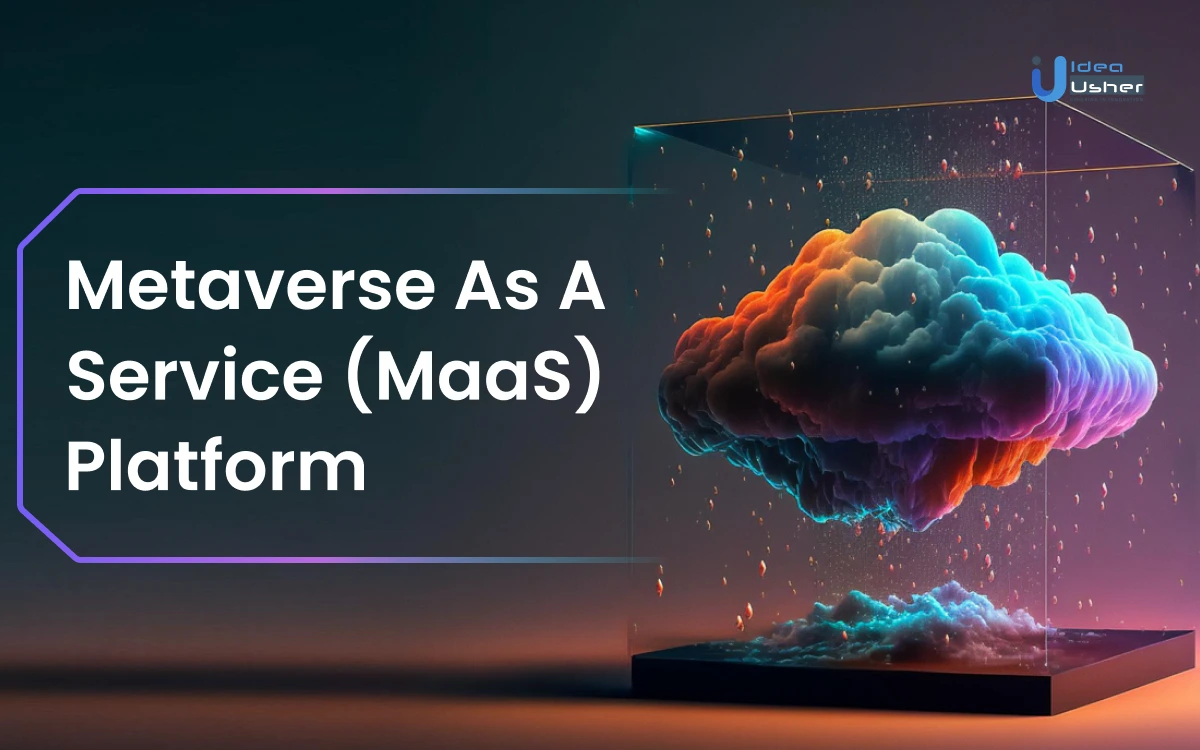 Idea
Usher
Metaverse As A
Service (MaaS)
Platform